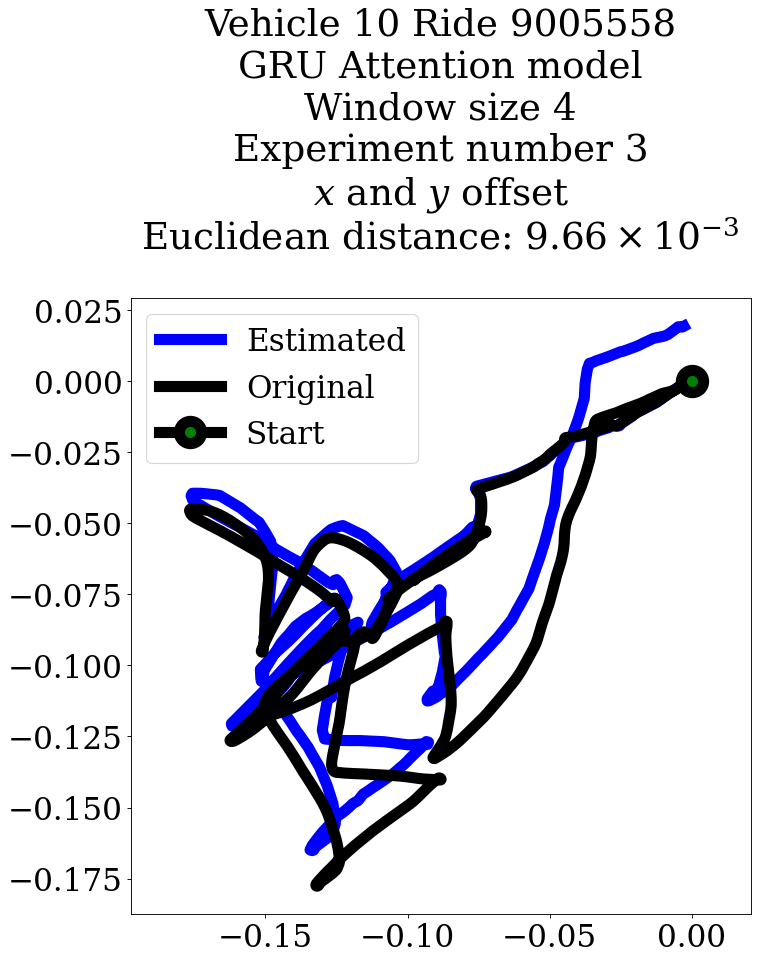 Vehicle 10 Ride 9005558
GRU Attention model
Window size 4
Experiment number 3
x and y offset
Euclidean distance: 9.66 × 10⁻³
Estimated
Original
Start
0.025
0.000
−0.025
−0.050
−0.075
−0.100
−0.125
−0.150
−0.175
−0.15 −0.10 −0.05 0.00